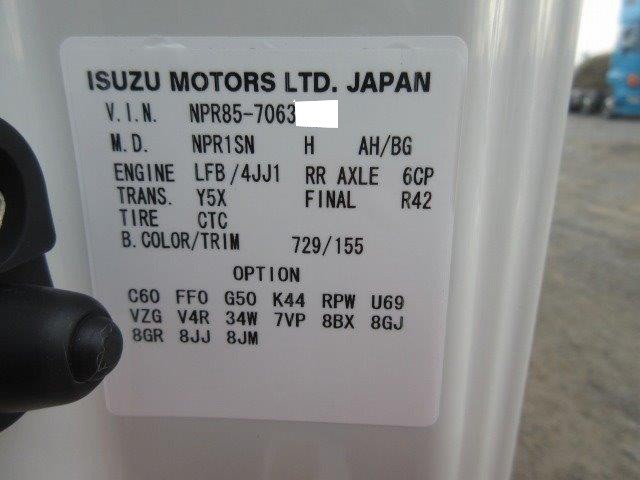 ISUZU MOTORS LTD. JAPAN
V.I.N. NPR85-7063
M.D. NPR1SN H AH/BG
ENGINE LFB/4JJ1 RR AXLE 6CP
TRANS. Y5X FINAL R42
TIRE CTC
B.COLOR/TRIM 729/155
OPTION
C60 FF0 G50 K44 RPW U69
VZG V4R 34W 7VP 8BX 8GJ
8GR 8JJ 8JM